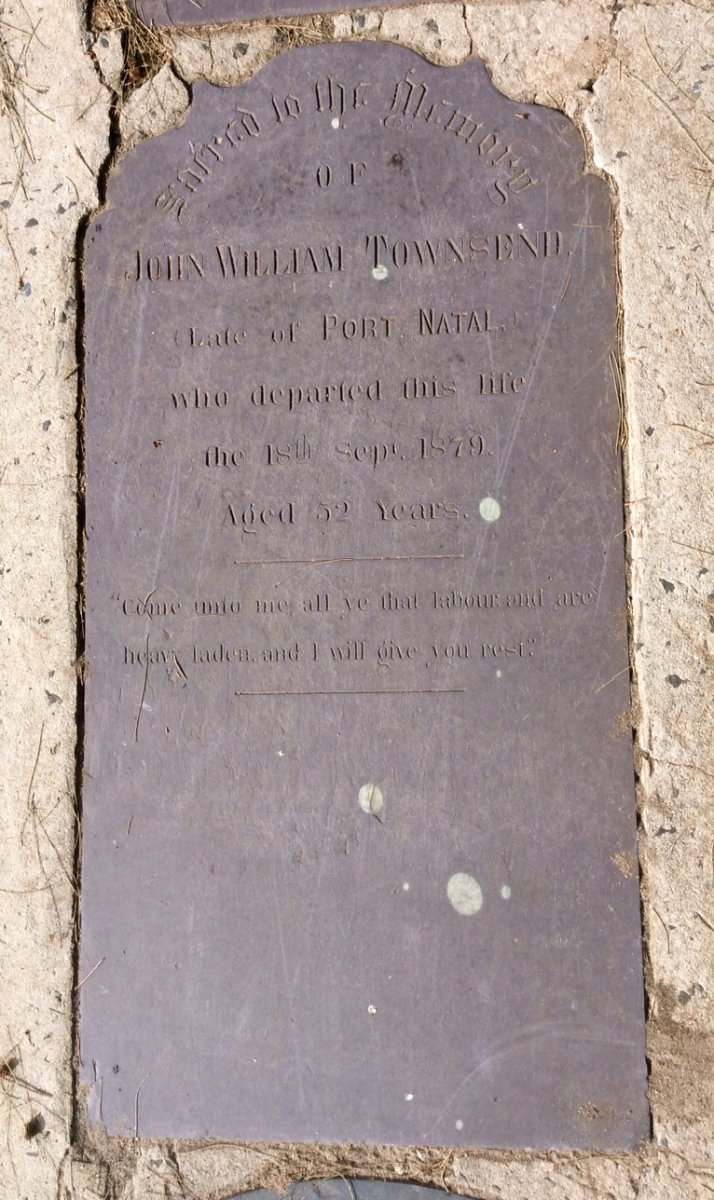 Sacred to the Memory
OF
JOHN WILLIAM TOWNSEND.
(Late of PORT NATAL.)
who departed this life
the 18th Sept. 1879.
Aged 52 Years.
"Come unto me, all ye that labour and are
heavy laden, and I will give you rest."